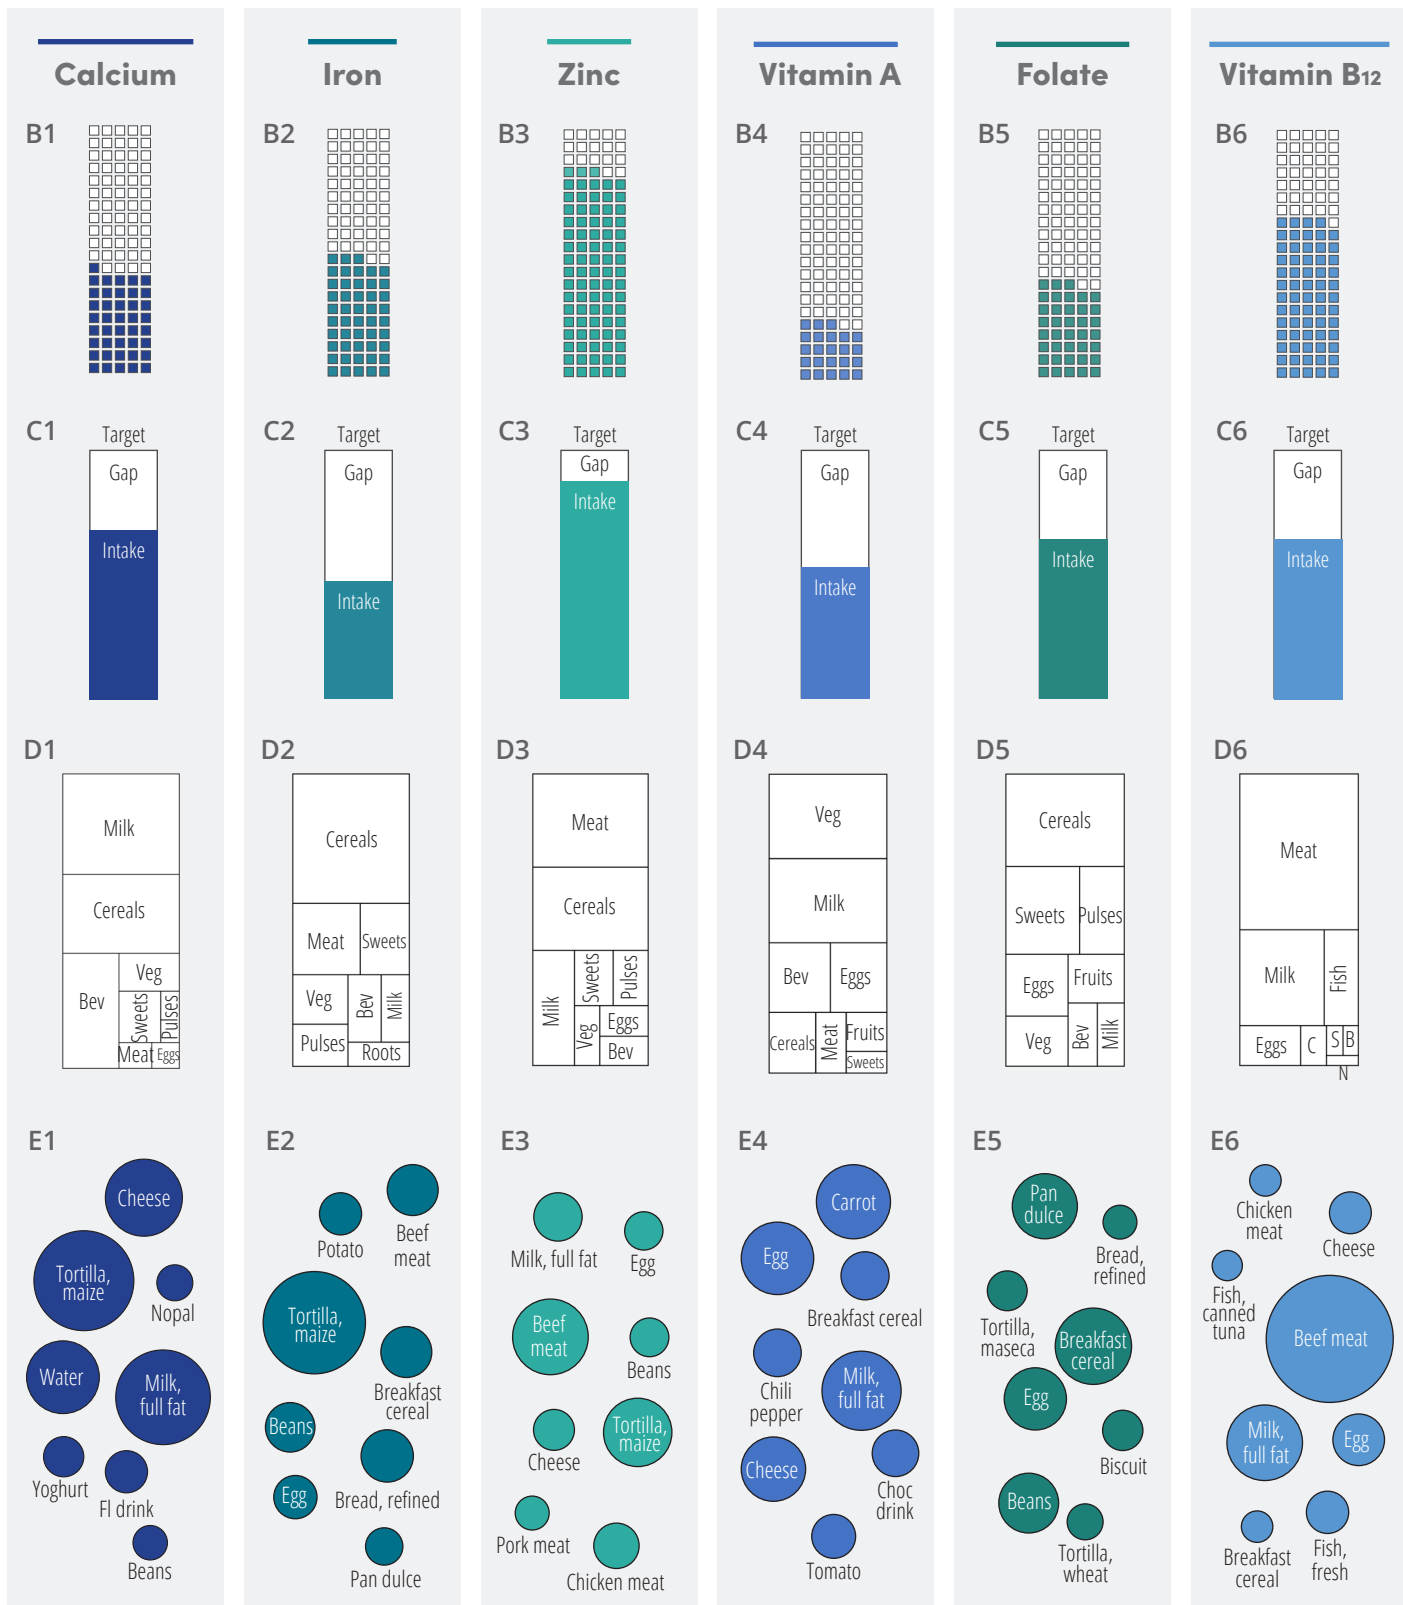 Calcium
Iron
Zinc
Vitamin A
Folate
Vitamin B12
B1
B2
B3
B4
B5
B6
C1
Target
Gap
Intake
C2
Target
Gap
Intake
C3
Target
Gap
Intake
C4
Target
Gap
Intake
C5
Target
Gap
Intake
C6
Target
Gap
Intake
D1
Milk
Cereals
Bev
Veg
Sweets
Pulses
Meat
Eggs
D2
Cereals
Meat
Sweets
Veg
Bev
Milk
Pulses
Roots
D3
Meat
Cereals
Milk
Sweets
Pulses
Veg
Eggs
Bev
D4
Veg
Milk
Bev
Eggs
Cereals
Meat
Fruits
Sweets
D5
Cereals
Sweets
Pulses
Eggs
Fruits
Veg
Bev
Milk
D6
Meat
Milk
Fish
Eggs
C
S
B
N
E1
Cheese
Tortilla,
maize
Nopal
Water
Milk,
full fat
Yoghurt
Fl drink
Beans
E2
Potato
Beef
meat
Tortilla,
maize
Breakfast
cereal
Beans
Egg
Bread, refined
Pan dulce
E3
Milk, full fat
Egg
Beef
meat
Beans
Cheese
Tortilla,
maize
Pork meat
Chicken meat
E4
Carrot
Egg
Breakfast cereal
Chili
pepper
Milk,
full fat
Cheese
Choc
drink
Tomato
E5
Pan
dulce
Bread,
refined
Tortilla,
maseca
Breakfast
cereal
Egg
Biscuit
Beans
Tortilla,
wheat
E6
Chicken
meat
Cheese
Fish,
canned
tuna
Beef meat
Milk,
full fat
Egg
Breakfast
cereal
Fish,
fresh